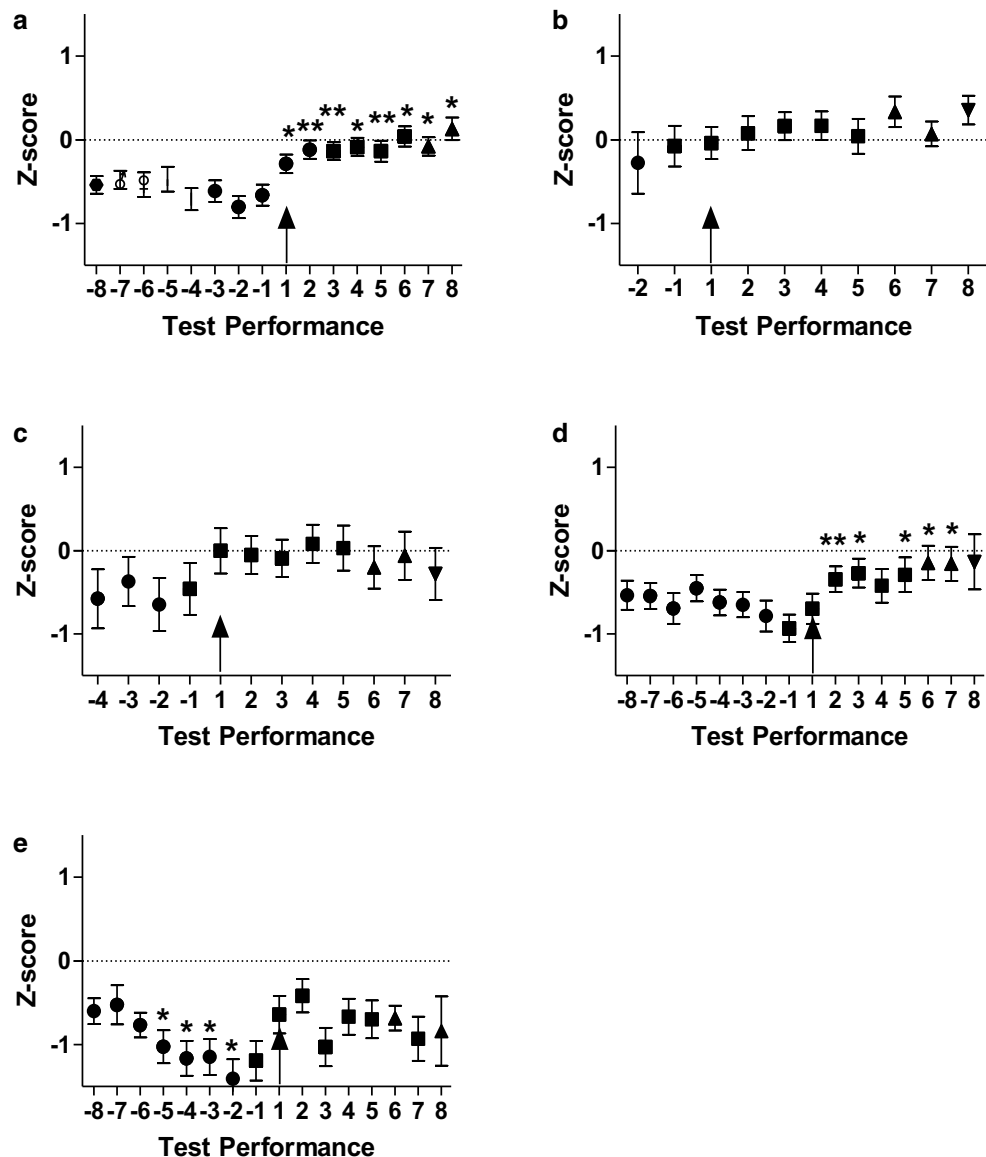 a
1
0
-1
Z-score
* ** ** * ** * * *
-8 -7 -6 -5 -4 -3 -2 -1 1 2 3 4 5 6 7 8
Test Performance
b
1
0
-1
Z-score
-2 -1 1 2 3 4 5 6 7 8
Test Performance
c
1
0
-1
Z-score
-4 -3 -2 -1 1 2 3 4 5 6 7 8
Test Performance
d
1
0
-1
Z-score
** * * * *
-8 -7 -6 -5 -4 -3 -2 -1 1 2 3 4 5 6 7 8
Test Performance
e
1
0
-1
Z-score
* * * *
-8 -7 -6 -5 -4 -3 -2 -1 1 2 3 4 5 6 7 8
Test Performance